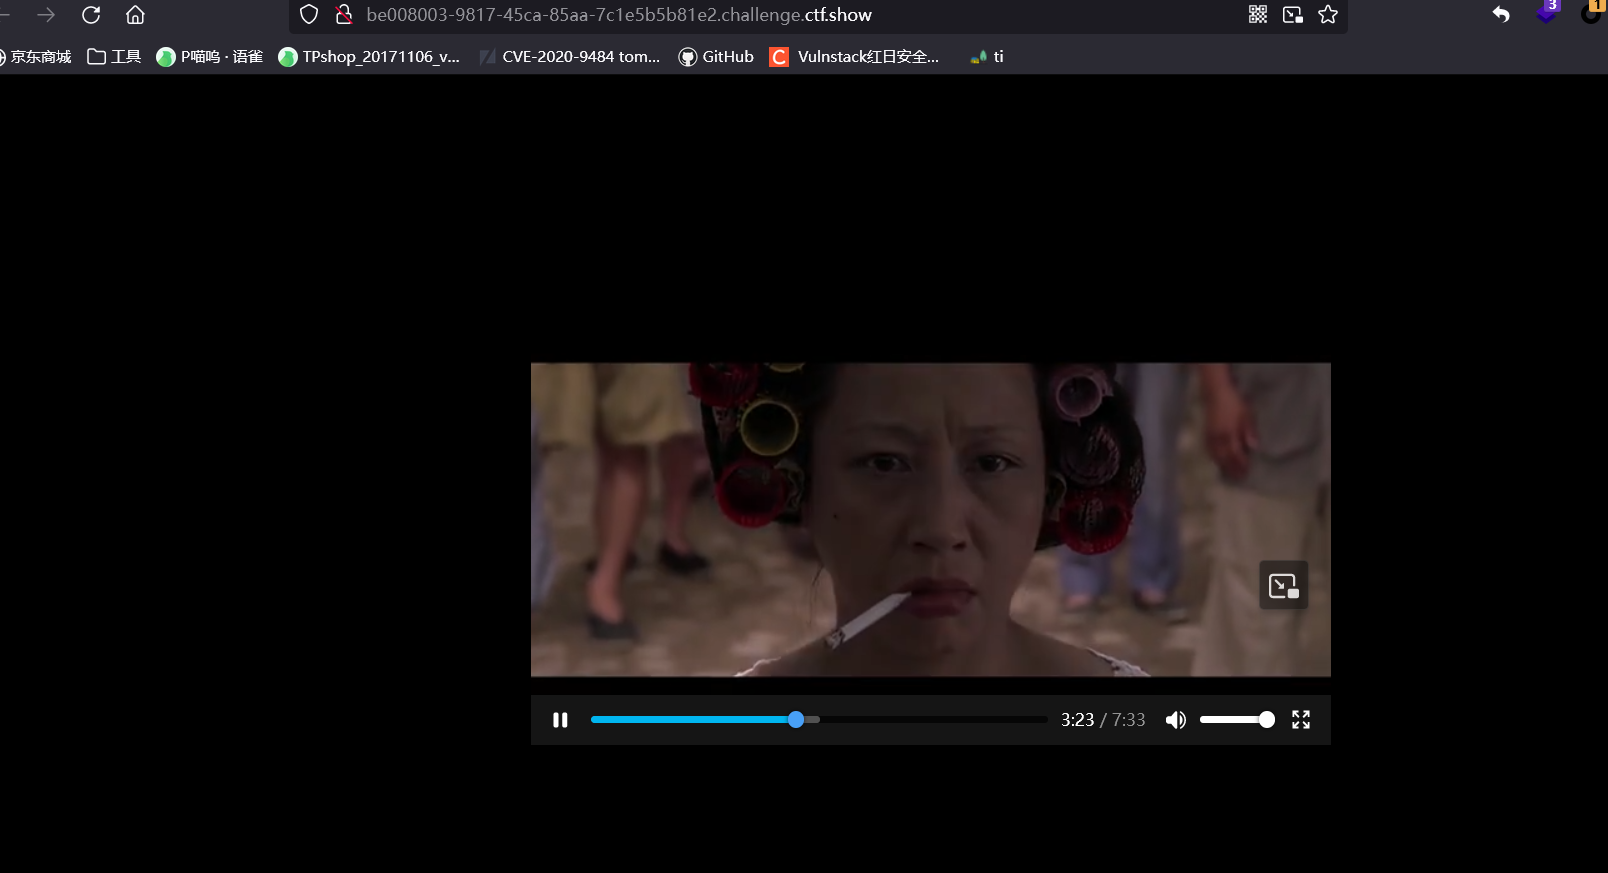 be008003-9817-45ca-85aa-7c1e5b5b81e2.challenge.ctf.show
3
1
京东商城 工具 P喵呜 · 语雀 TPshop_20171106_v... CVE-2020-9484 tom... GitHub C Vulnstack红日安全... ti
3:23 / 7:33